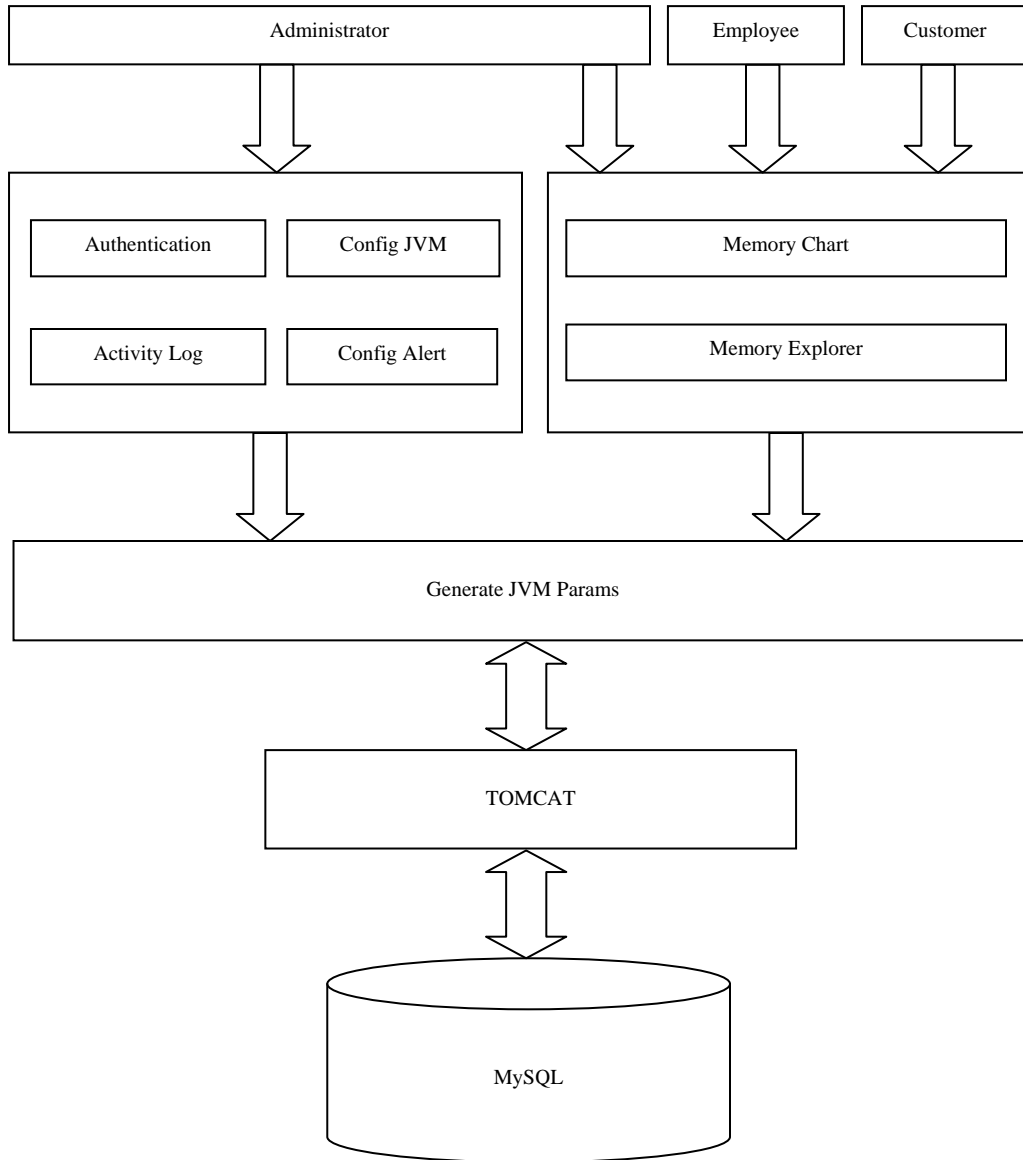 Administrator
Employee
Customer
Authentication
Config JVM
Memory Chart
Activity Log
Config Alert
Memory Explorer
Generate JVM Params
TOMCAT
MySQL